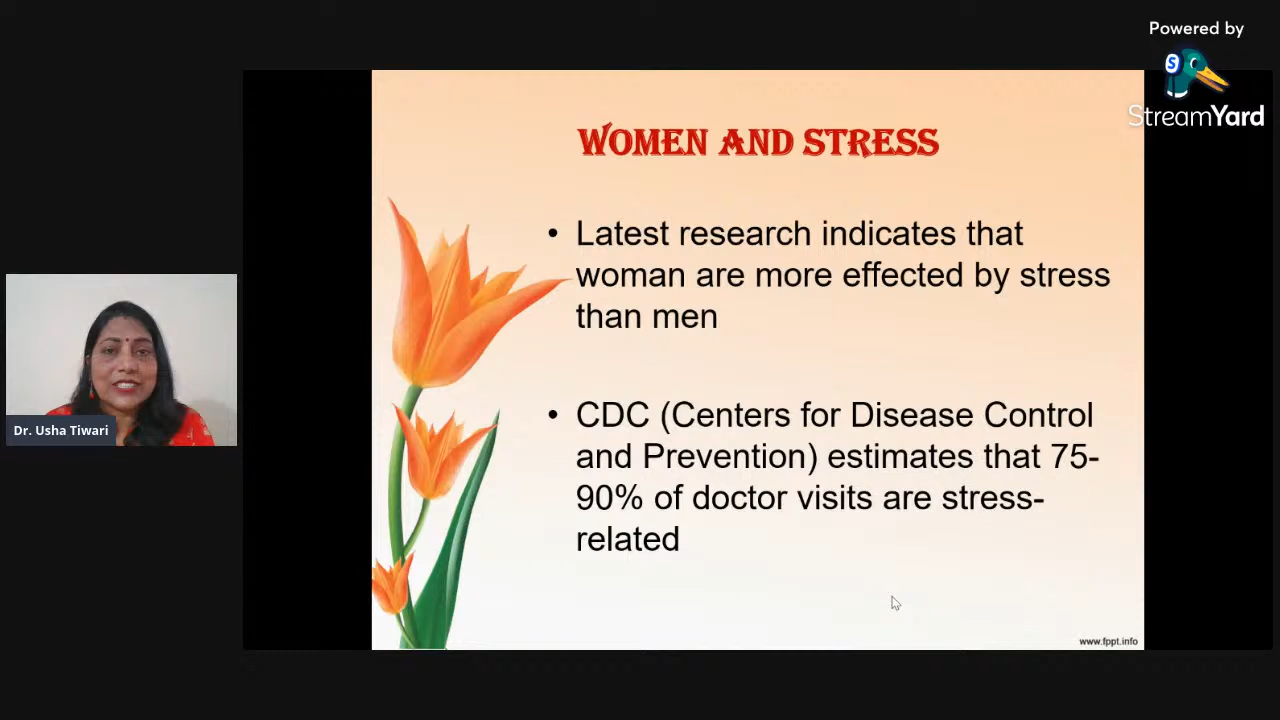 Powered by
StreamYard
WOMEN AND STRESS
• Latest research indicates that
woman are more effected by stress
than men
• CDC (Centers for Disease Control
and Prevention) estimates that 75-
90% of doctor visits are stress-
related
Dr. Usha Tiwari
www.fppt.info